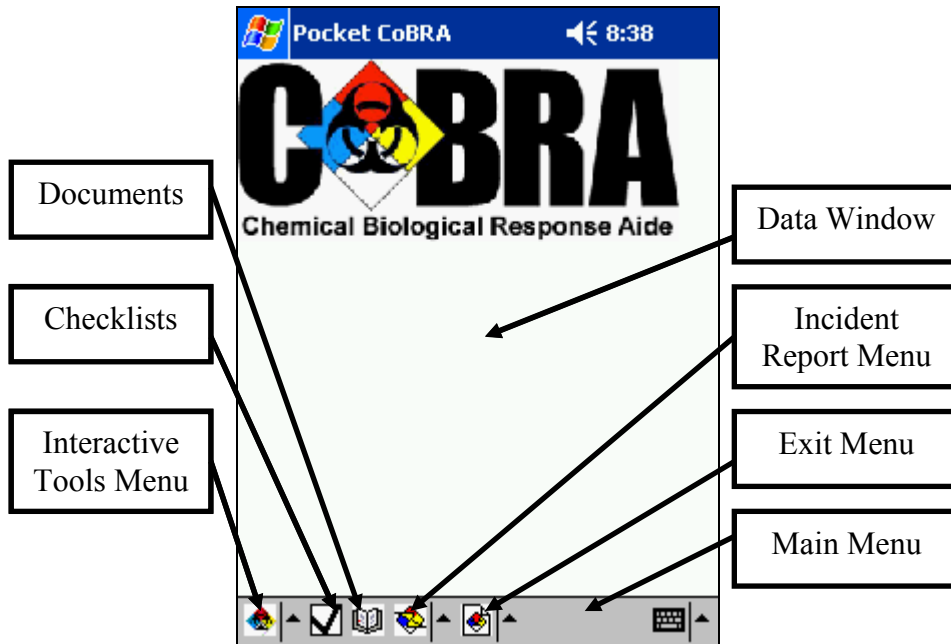 Pocket CoBRA 8:38
COBRA
Chemical Biological Response Aide
Documents
Checklists
Interactive
Tools Menu
Data Window
Incident
Report Menu
Exit Menu
Main Menu